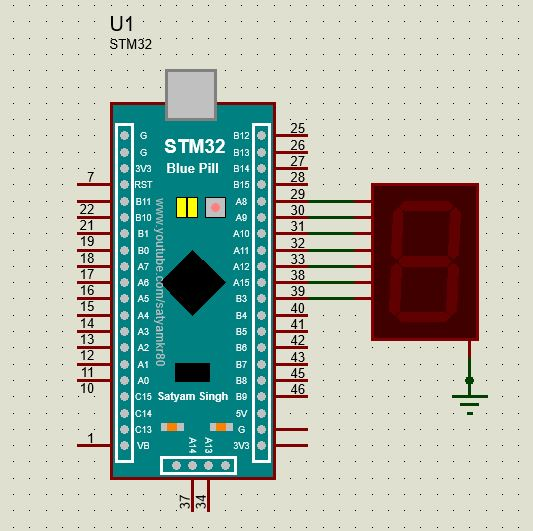 U1
STM32
STM32
Blue Pill
www.youtube.com/satyamkr80
Satyam Singh
G
G
3V3
7 RST
B11
22 B10
21 B1
19 B0
18 A7
17 A6
16 A5
15 A4
14 A3
13 A2
12 A1
11 A0
10 C15
C14
C13
1 VB
B12 25
B13 26
B14 27
B15 28
A8 29
A9 30
A10 31
A11 32
A12 33
A15 38
B3 39
B4 40
B5 41
B6 42
B7 43
B8 45
B9 46
5V
G
3V3
A14 A13
37 34